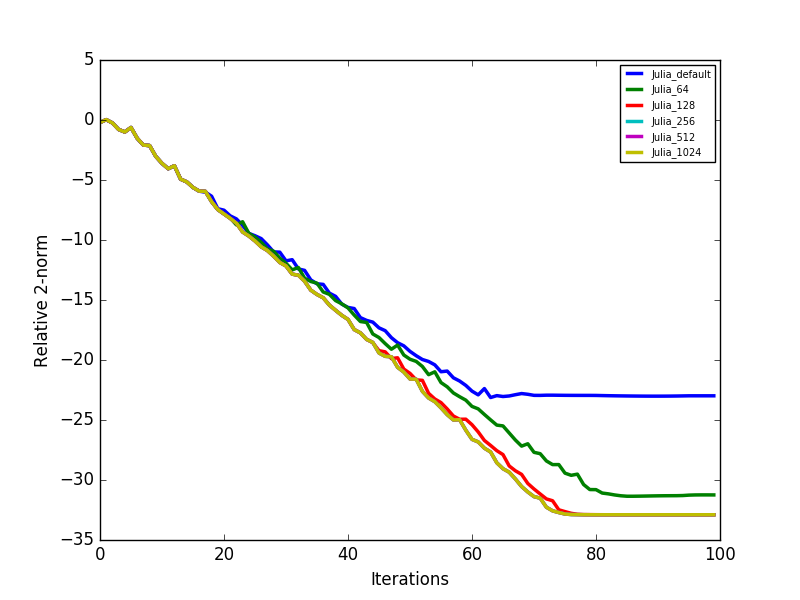 5
0
−5
−10
−15
−20
−25
−30
−35
0 20 40 60 80 100
Relative 2-norm
Iterations
Julia_default
Julia_64
Julia_128
Julia_256
Julia_512
Julia_1024